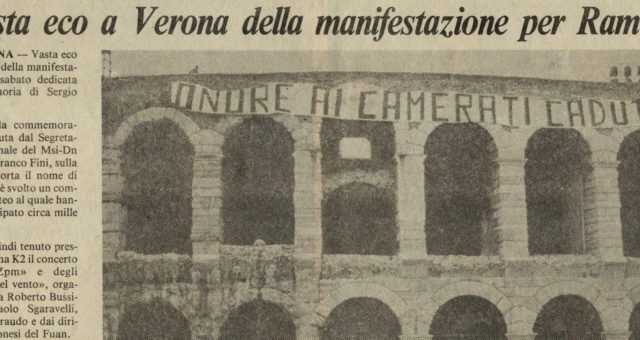 sta eco a Verona della manifestazione per Ram
NA — Vasta eco
della manifesta-
sabato dedicata
moria di Sergio
la commemora-
uta dal Segreta-
nale del Msi-Dn
ranco Fini, sulla
porta il nome di
è svolto un com-
teo al quale han-
ipato circa mille
indi tenuto pres-
na K2 il concerto
Zpm» e degli
el vento», orga-
a Roberto Bussi-
aolo Sgaravelli,
raudo e dai diri-
onesi del Fuan.
ONORE AI CAMERATI CADU